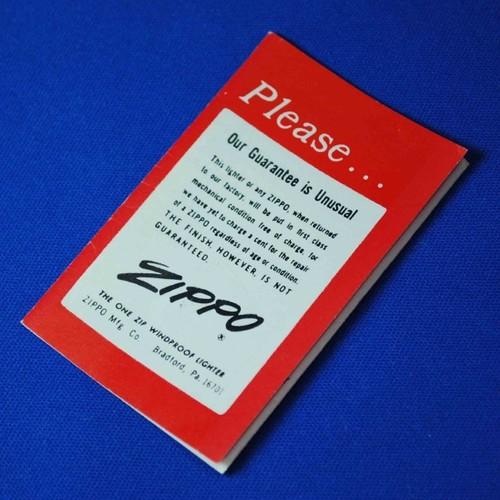 Please...
Our Guarantee is Unusual
This lighter or any ZIPPO, when returned
to our factory, will be put in first class
mechanical condition free of charge, for
we have yet to charge a cent for the repair
of a ZIPPO regardless of age or condition.
THE FINISH, HOWEVER, IS NOT
GUARANTEED.
ZIPPO ®
THE ONE ZIP WINDPROOF LIGHTER
ZIPPO Mfg. Co. Bradford, Pa. 16701